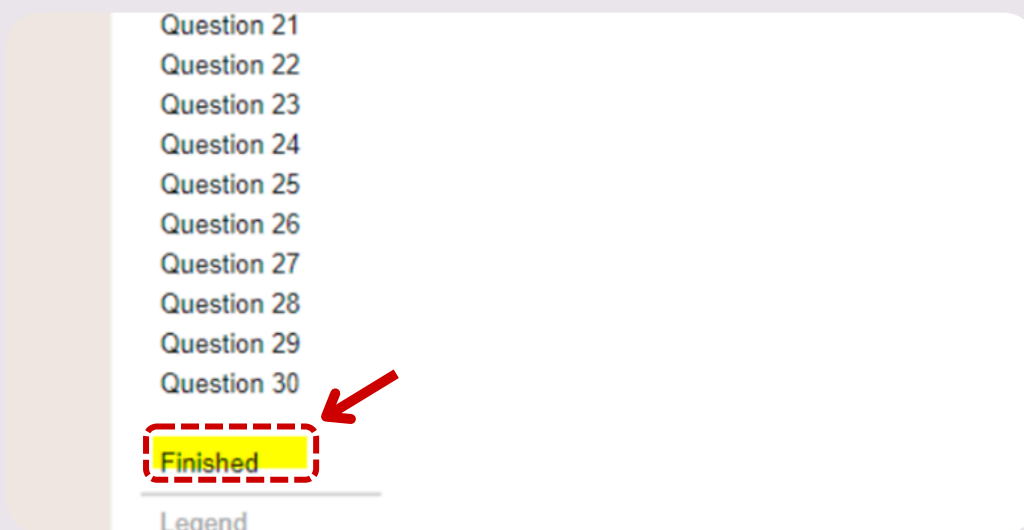 Question 21
Question 22
Question 23
Question 24
Question 25
Question 26
Question 27
Question 28
Question 29
Question 30
Finished
Legend